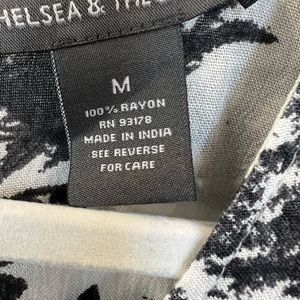 HELSEA & THE
M
100% RAYON
RN 93178
MADE IN INDIA
SEE REVERSE
FOR CARE